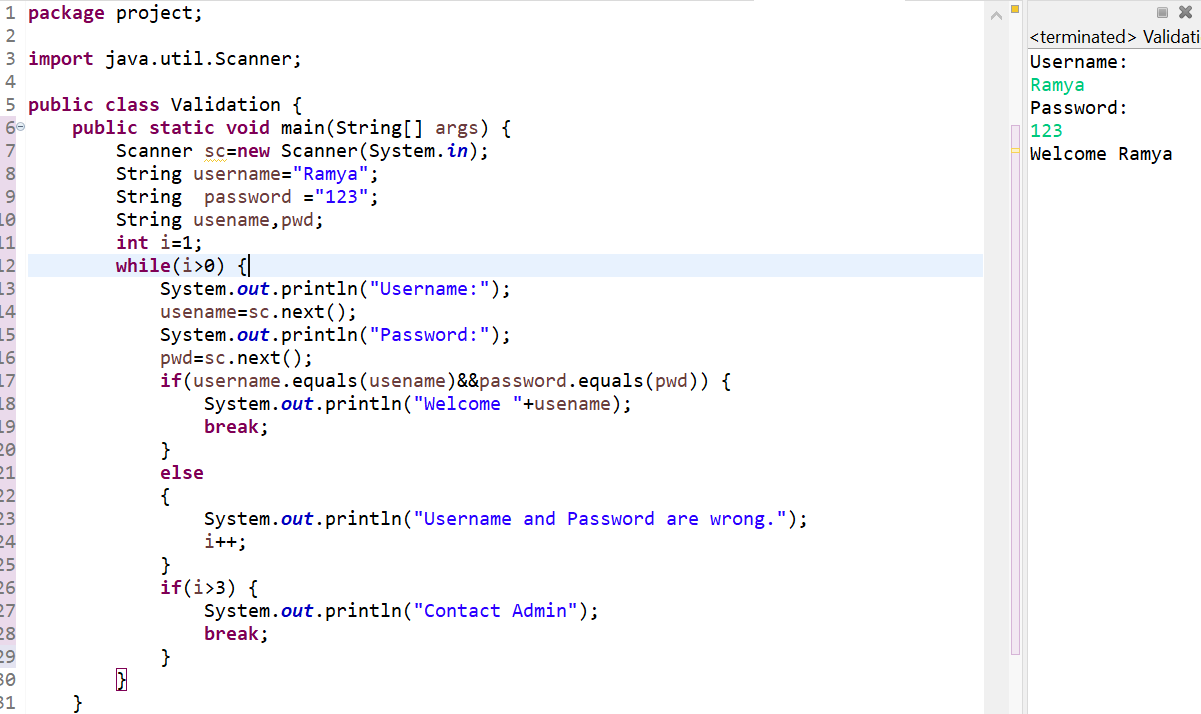 1 package project;
2
3 import java.util.Scanner;
4
5 public class Validation {
6 public static void main(String[] args) {
7 Scanner sc=new Scanner(System.in);
8 String username="Ramya";
9 String  password ="123";
10 String usename,pwd;
11 int i=1;
12 while(i>0) {
13 System.out.println("Username:");
14 usename=sc.next();
15 System.out.println("Password:");
16 pwd=sc.next();
17 if(username.equals(usename)&&password.equals(pwd)) {
18 System.out.println("Welcome "+usename);
19 break;
20 }
21 else
22 {
23 System.out.println("Username and Password are wrong.");
24 i++;
25 }
26 if(i>3) {
27 System.out.println("Contact Admin");
28 break;
29 }
30 }
31 }
<terminated> Validati
Username:
Ramya
Password:
123
Welcome Ramya